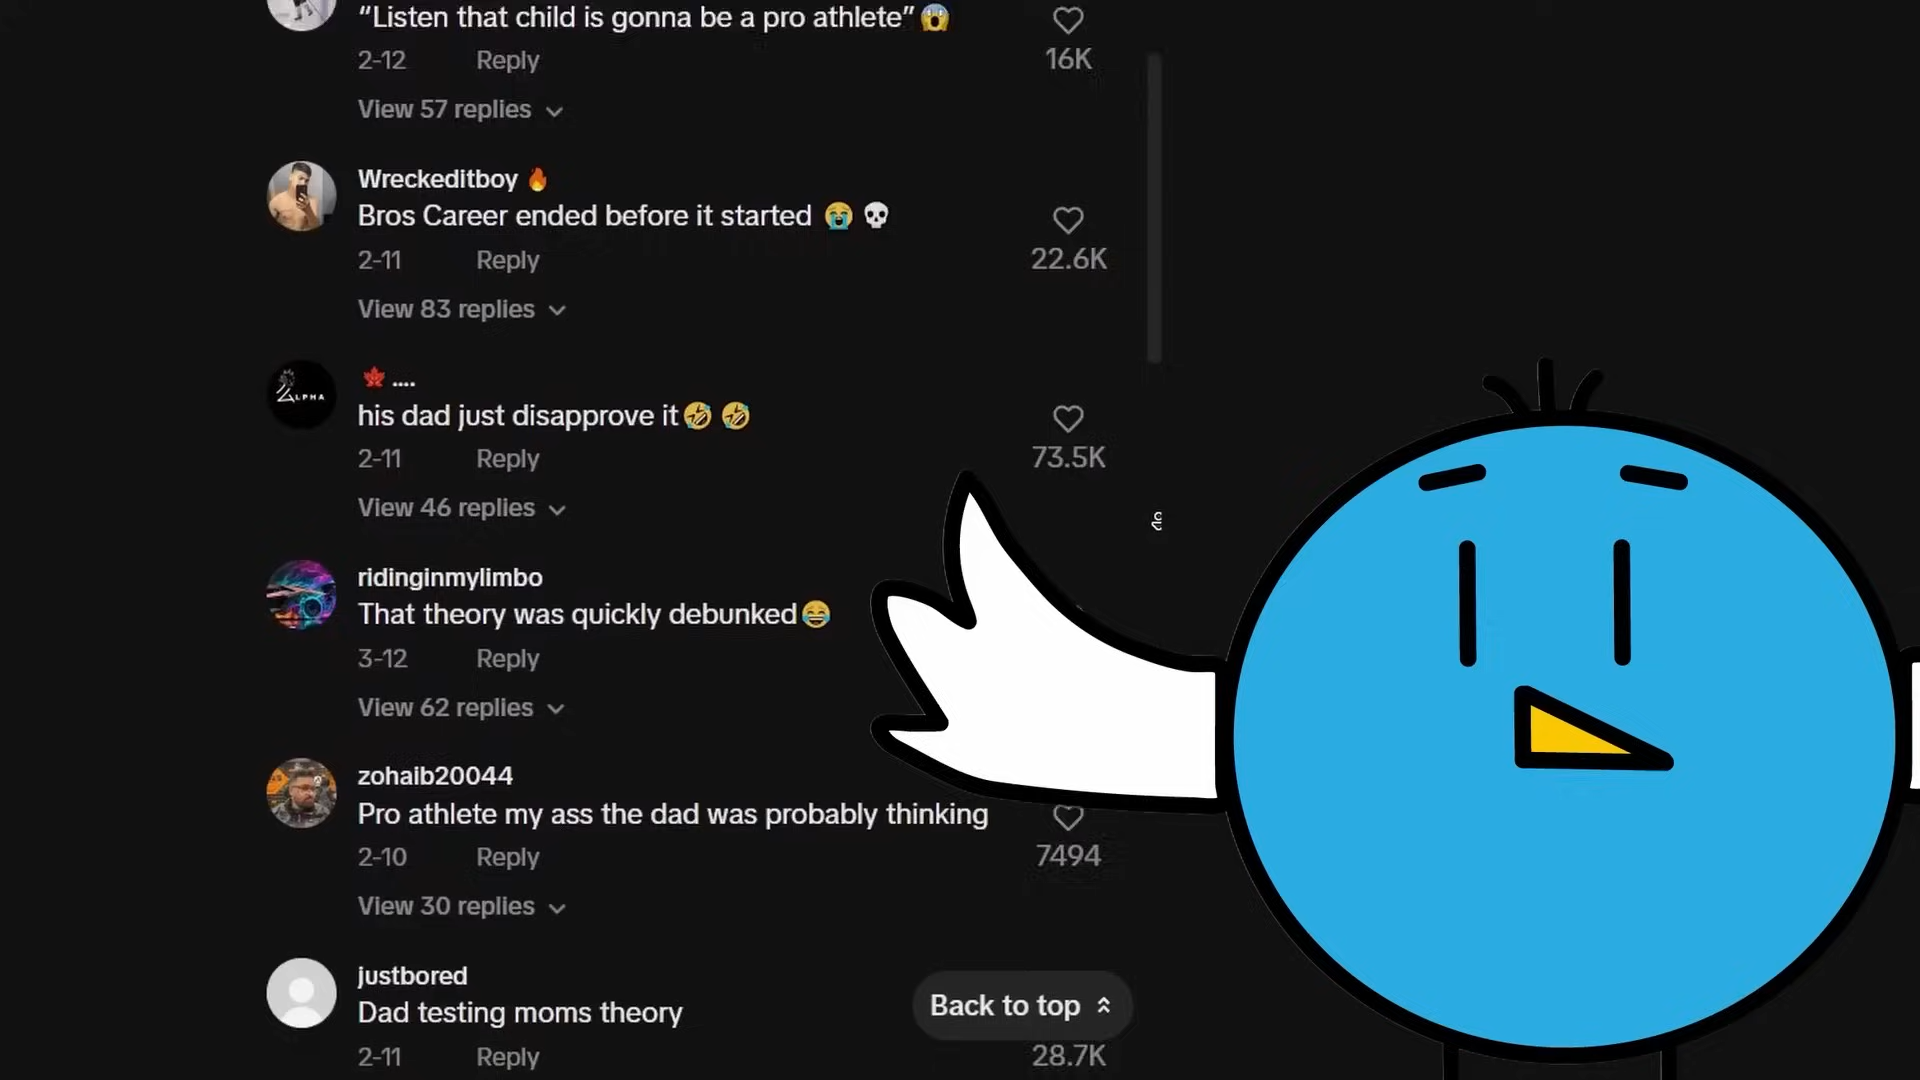 “Listen that child is gonna be a pro athlete”😱
16K
2-12 Reply
View 57 replies
Wreckeditboy 🔥
Bros Career ended before it started 😭 💀
22.6K
2-11 Reply
View 83 replies
ALPHA
🍁 ....
his dad just disapprove it🤣 🤣
73.5K
2-11 Reply
View 46 replies
ridinginmylimbo
That theory was quickly debunked😂
3-12 Reply
View 62 replies
zohaib20044
Pro athlete my ass the dad was probably thinking
7494
2-10 Reply
View 30 replies
justbored
Dad testing moms theory
Back to top
28.7K
2-11 Reply